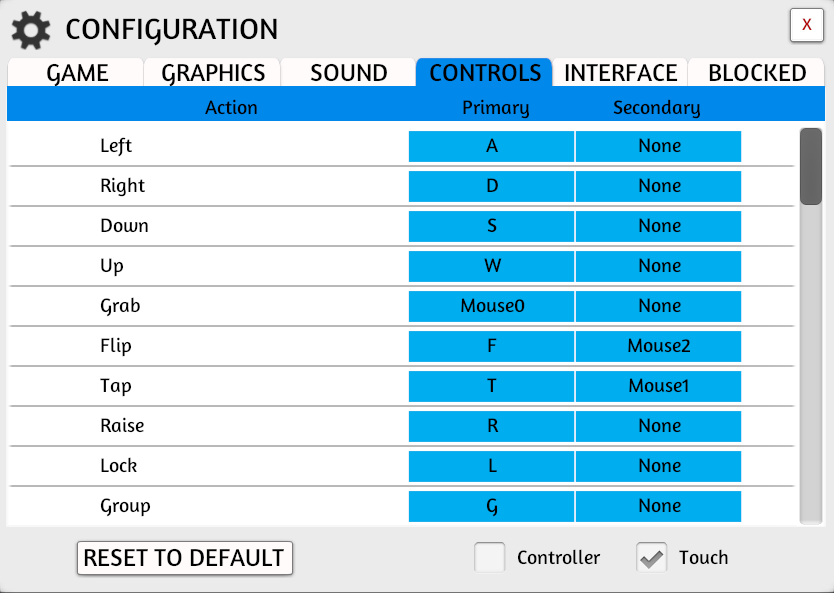 CONFIGURATION X
GAME GRAPHICS SOUND CONTROLS INTERFACE BLOCKED
Action Primary Secondary
Left A None
Right D None
Down S None
Up W None
Grab Mouse0 None
Flip F Mouse2
Tap T Mouse1
Raise R None
Lock L None
Group G None
RESET TO DEFAULT Controller Touch